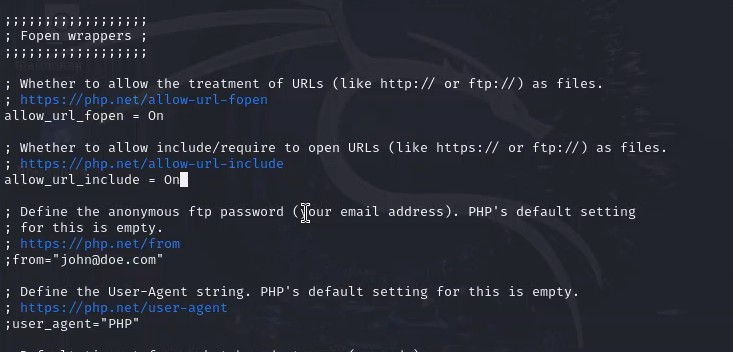 ;;;;;;;;;;;;;;;;;;
; Fopen wrappers ;
;;;;;;;;;;;;;;;;;;
; Whether to allow the treatment of URLs (like http:// or ftp://) as files.
; https://php.net/allow-url-fopen
allow_url_fopen = On
; Whether to allow include/require to open URLs (like https:// or ftp://) as files.
; https://php.net/allow-url-include
allow_url_include = On
; Define the anonymous ftp password (your email address). PHP's default setting
; for this is empty.
; https://php.net/from
;from="john@doe.com"
; Define the User-Agent string. PHP's default setting for this is empty.
; https://php.net/user-agent
;user_agent="PHP"